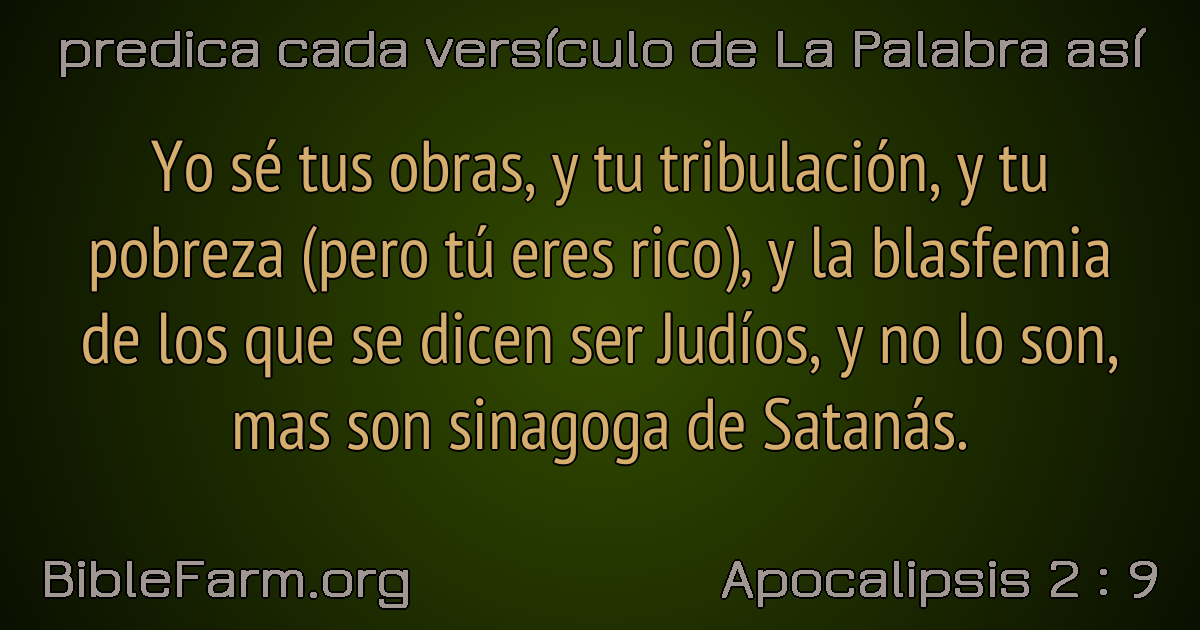 predica cada versículo de La Palabra así
Yo sé tus obras, y tu tribulación, y tu
pobreza (pero tú eres rico), y la blasfemia
de los que se dicen ser Judíos, y no lo son,
mas son sinagoga de Satanás.
BibleFarm.org
Apocalipsis 2 : 9